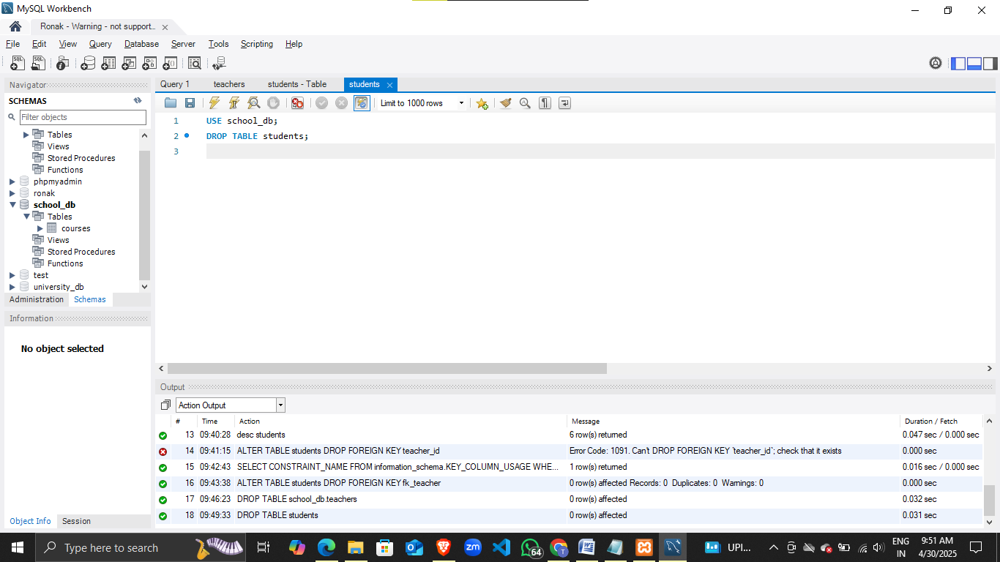 MySQL Workbench
Ronak - Warning - not support...
File Edit View Query Database Server Tools Scripting Help
Navigator
SCHEMAS
Filter objects
Tables
Views
Stored Procedures
Functions
phpmyadmin
ronak
school_db
Tables
courses
Views
Stored Procedures
Functions
test
university_db
Administration Schemas
Information
No object selected
Object Info Session
Query 1 teachers students - Table students
Limit to 1000 rows
1 USE school_db;
2 DROP TABLE students;
3
Output
Action Output
# Time Action Message Duration / Fetch
13 09:40:28 desc students 6 row(s) returned 0.047 sec / 0.000 sec
14 09:41:15 ALTER TABLE students DROP FOREIGN KEY teacher_id Error Code: 1091. Can't DROP FOREIGN KEY `teacher_id`; check that it exists 0.000 sec
15 09:42:43 SELECT CONSTRAINT_NAME FROM information_schema.KEY_COLUMN_USAGE WHE... 1 row(s) returned 0.016 sec / 0.000 sec
16 09:43:38 ALTER TABLE students DROP FOREIGN KEY fk_teacher 0 row(s) affected Records: 0 Duplicates: 0 Warnings: 0 0.000 sec
17 09:46:23 DROP TABLE school_db.teachers 0 row(s) affected 0.032 sec
18 09:49:33 DROP TABLE students 0 row(s) affected 0.031 sec
Type here to search
zm
64
T
UPI...
ENG
IN
9:51 AM
4/30/2025